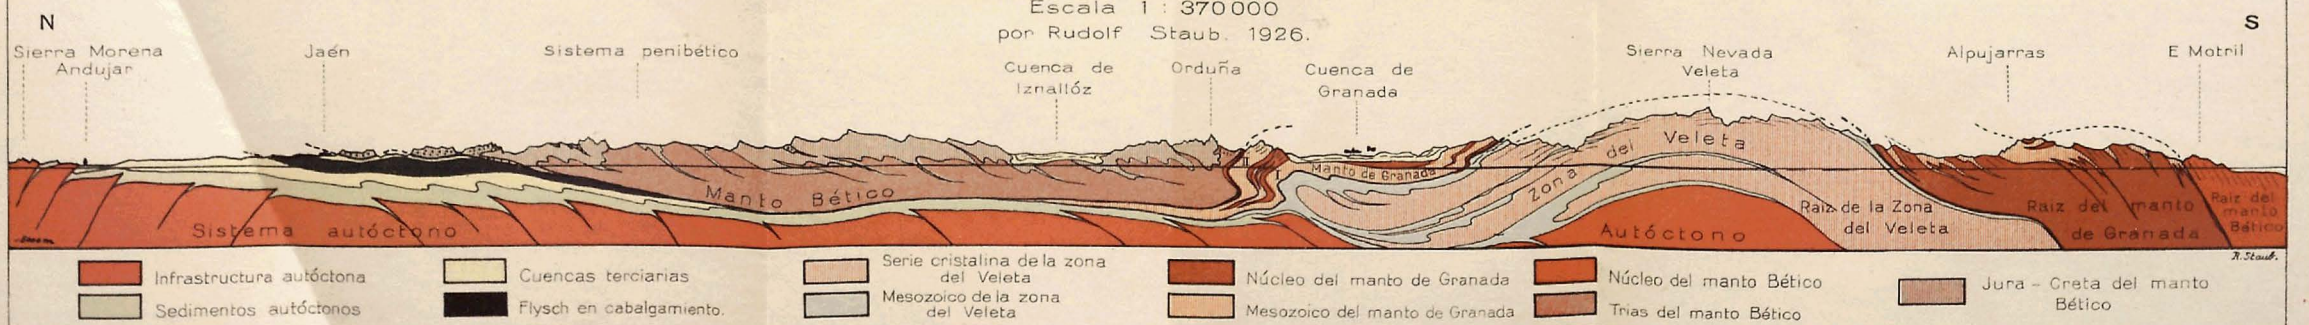 Escala 1 : 370000
por Rudolf Staub. 1926.
N
S
Sierra Morena
Andujar
Jaén
Sistema penibético
Cuenca de
Iznallóz
Orduña
Cuenca de
Granada
Sierra Nevada
Veleta
Alpujarras
E Motril
Manto Bético
Manto de Granada
Zona del Veleta
I
Sistema autóctono
Autóctono
Raiz de la Zona
del Veleta
Raiz del manto
de Granada
Raiz del
manto
Bético
R. Staub.
Infrastructura autóctona
Sedimentos autóctonos
Cuencas terciarias
Flysch en cabalgamiento.
Serie cristalina de la zona
del Veleta
Mesozoico de la zona
del Veleta
Núcleo del manto de Granada
Mesozoico del manto de Granada
Núcleo del manto Bético
Trias del manto Bético
Jura - Creta del manto
Bético